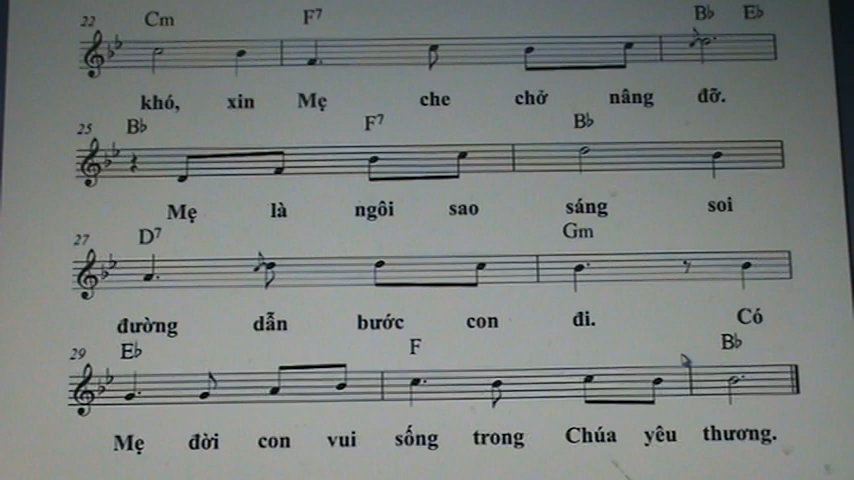 22 Cm F7 B♭ E♭
khó, xin Mẹ che chở nâng đỡ.
25 B♭ F7 B♭
Mẹ là ngôi sao sáng soi
27 D7 Gm
đường dẫn bước con đi. Có
29 E♭ F B♭
Mẹ đời con vui sống trong Chúa yêu thương.